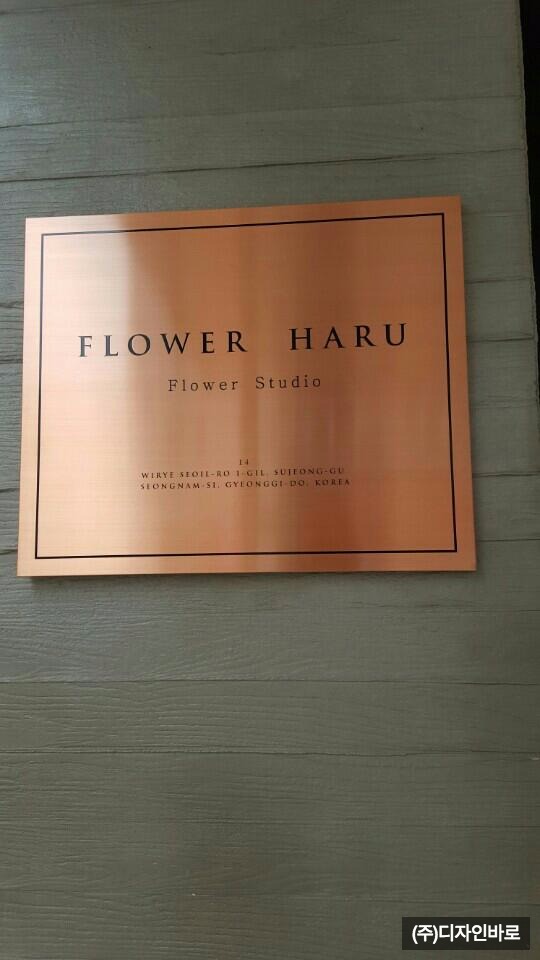 FLOWER HARU
Flower Studio
14
WIRYE SEOIL-RO 1-GIL, SUJEONG-GU
SEONGNAM-SI, GYEONGGI-DO, KOREA
(주)디자인바로